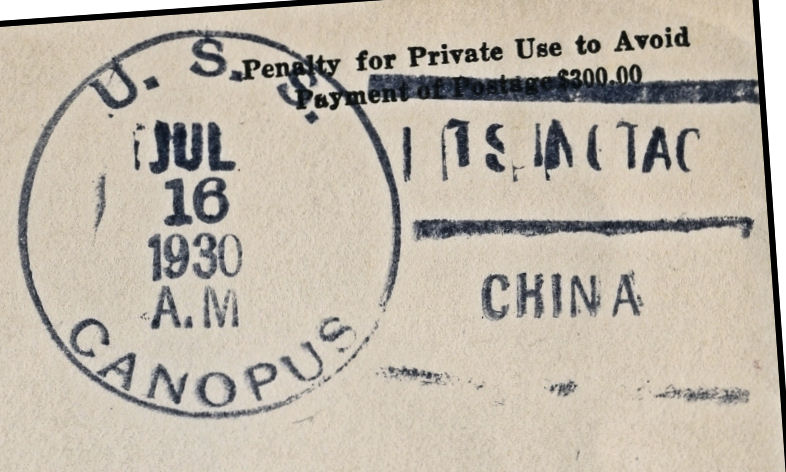 Penalty for Private Use to Avoid
Payment of Postage $300.00
U. S. S.
JUL
16
1930
A.M
CANOPUS
CHINA